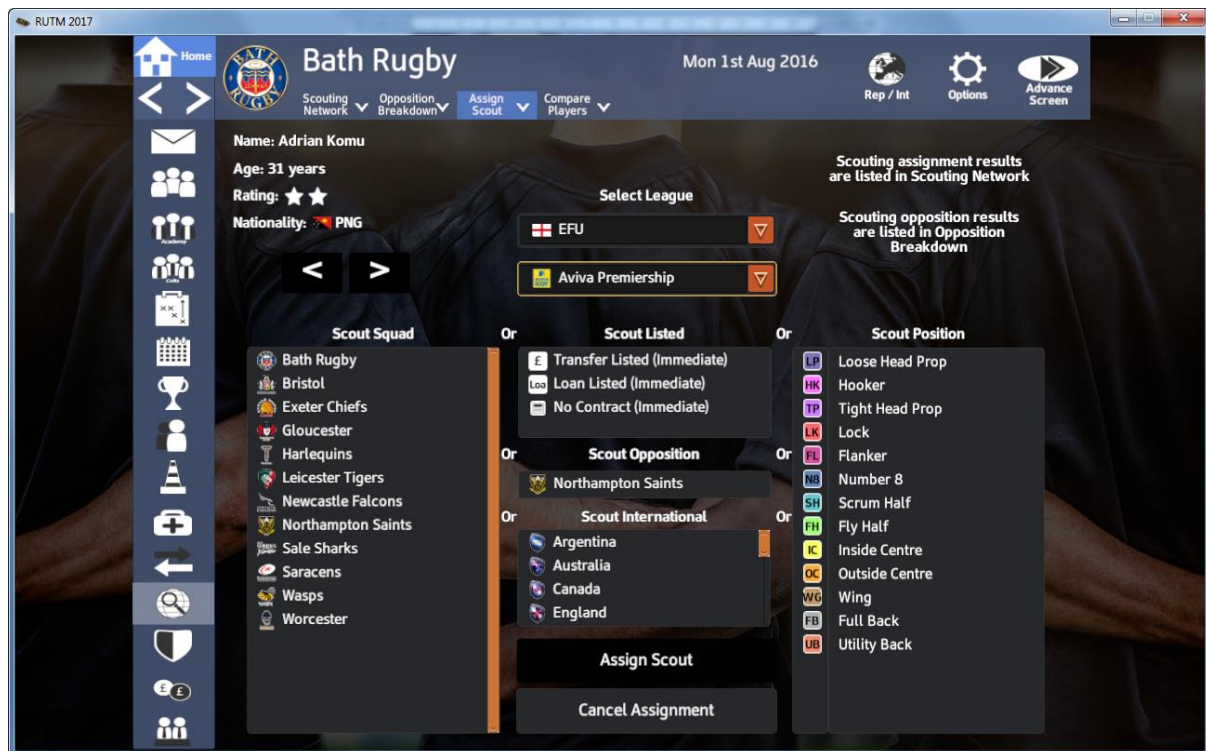 RUTM 2017
Home
Bath Rugby
Mon 1st Aug 2016
Rep / Int
Options
Advance
Screen
Scouting
Network
Opposition
Breakdown
Assign
Scout
Compare
Players
Name: Adrian Komu
Age: 31 years
Rating:
Nationality: PNG
< >
Select League
EFU
Aviva Premiership
Scouting assignment results
are listed in Scouting Network
Scouting opposition results
are listed in Opposition
Breakdown
Academy
Colts
Scout Squad
Bath Rugby
Bristol
Exeter Chiefs
Gloucester
Harlequins
Leicester Tigers
Newcastle Falcons
Northampton Saints
Sale Sharks
Saracens
Wasps
Worcester
Or
Scout Listed
£ Transfer Listed (Immediate)
Loa Loan Listed (Immediate)
No Contract (Immediate)
Or
Scout Opposition
Northampton Saints
Or
Scout International
Argentina
Australia
Canada
England
Assign Scout
Cancel Assignment
Or
Or
Or
Scout Position
LP Loose Head Prop
HK Hooker
TP Tight Head Prop
LK Lock
FL Flanker
N8 Number 8
SH Scrum Half
FH Fly Half
IC Inside Centre
OC Outside Centre
WG Wing
FB Full Back
UB Utility Back